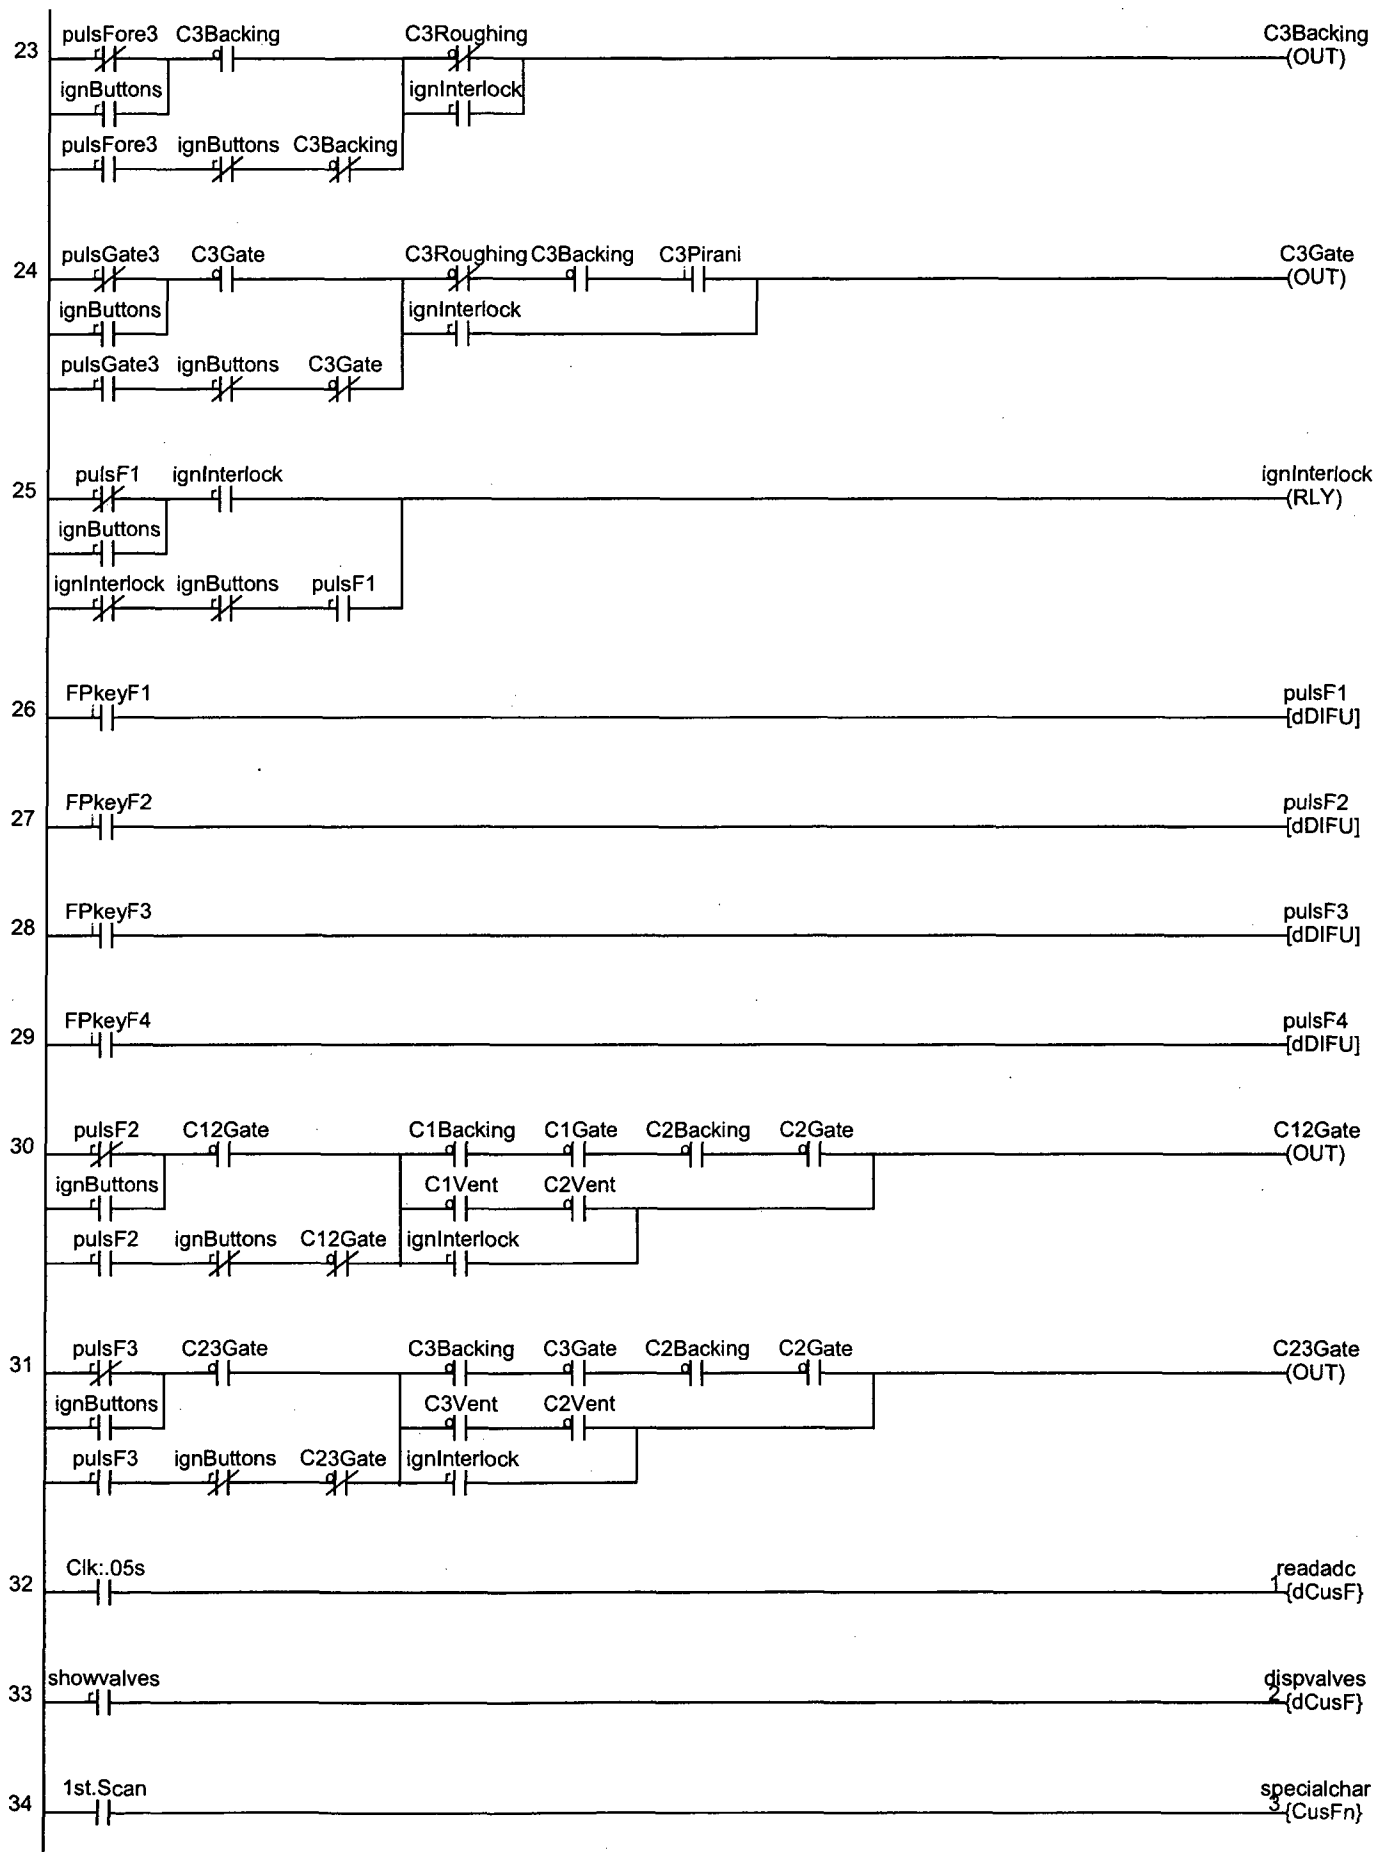 pulsFore3 C3Backing C3Roughing C3Backing
23 (OUT)
ignButtons ignInterlock
pulsFore3 ignButtons C3Backing
pulsGate3 C3Gate C3Roughing C3Backing C3Pirani C3Gate
24 (OUT)
ignButtons ignInterlock
pulsGate3 ignButtons C3Gate
pulsF1 ignInterlock ignInterlock
25 (RLY)
ignButtons
ignInterlock ignButtons pulsF1
FPkeyF1 pulsF1
26 [dDIFU]
FPkeyF2 pulsF2
27 [dDIFU]
FPkeyF3 pulsF3
28 [dDIFU]
FPkeyF4 pulsF4
29 [dDIFU]
pulsF2 C12Gate C1Backing C1Gate C2Backing C2Gate C12Gate
30 (OUT)
ignButtons C1Vent C2Vent
pulsF2 ignButtons C12Gate ignInterlock
pulsF3 C23Gate C3Backing C3Gate C2Backing C2Gate C23Gate
31 (OUT)
ignButtons C3Vent C2Vent
pulsF3 ignButtons C23Gate ignInterlock
Clk:.05s readadc
32 1 {dCusF}
showvalves dispvalves
33 2 {dCusF}
1st.Scan specialchar
34 3 {CusFn}